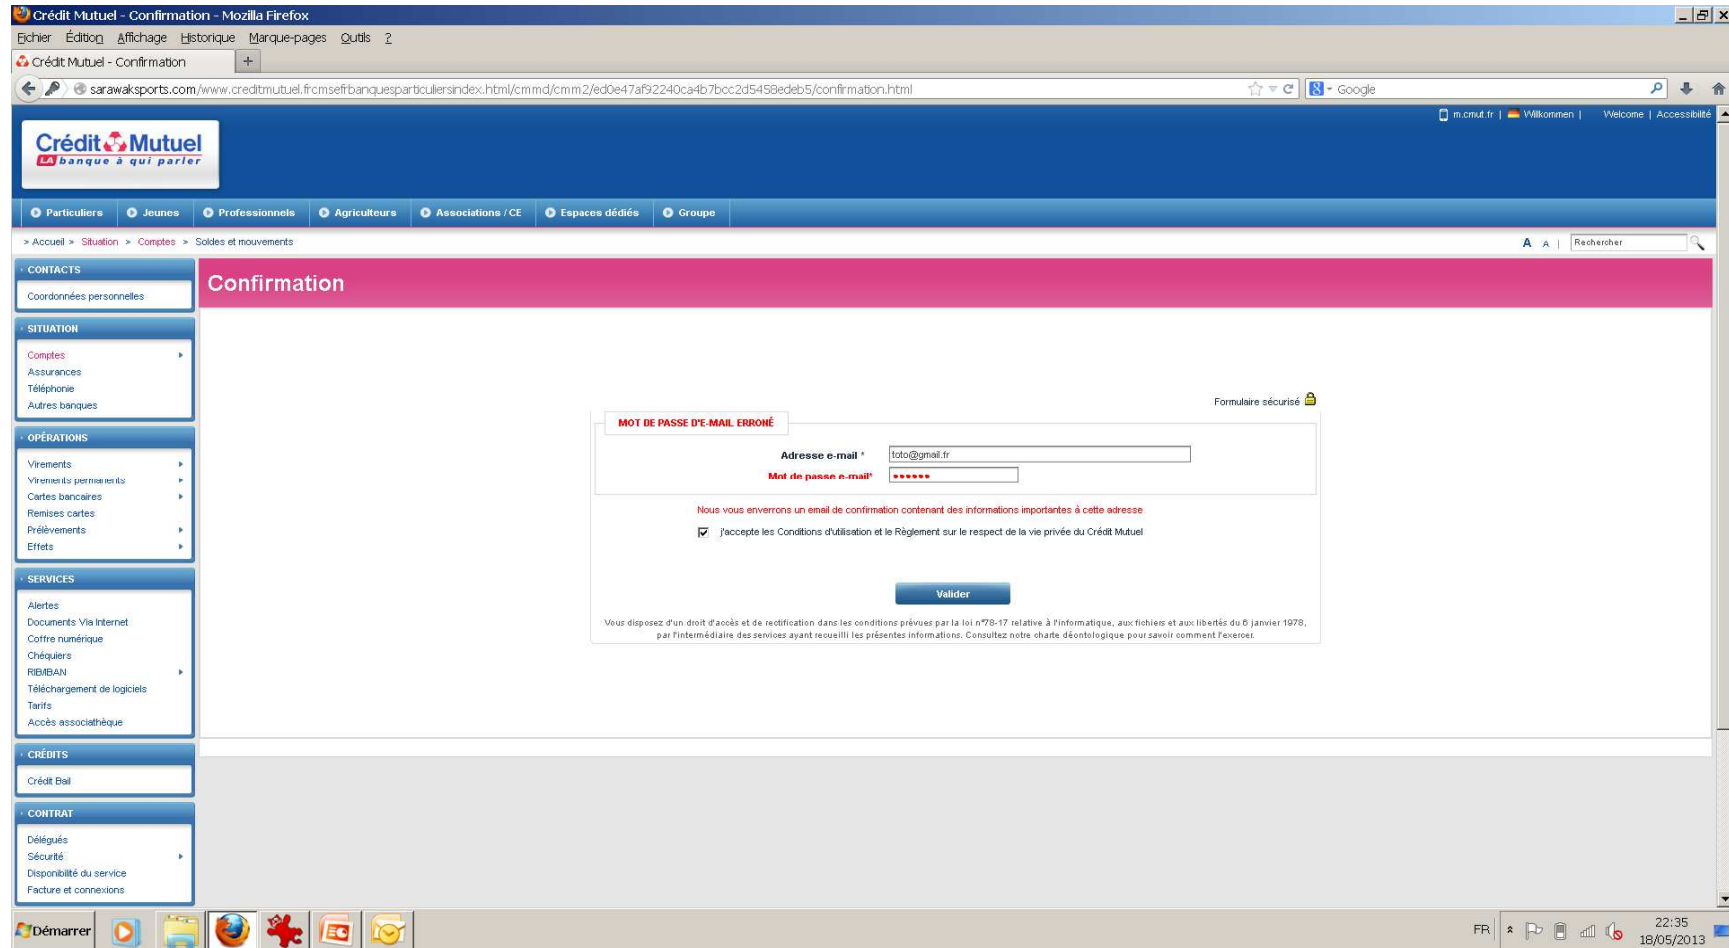 Crédit Mutuel - Confirmation - Mozilla Firefox
Fichier Édition Affichage Historique Marque-pages Outils ?
Crédit Mutuel - Confirmation +
sarawaksports.com/www.creditmutuel.frcmsefrbanquesparticuliersindex.html/cmmd/cmm2/ed0e47af92240ca4b7bcc2d5458edeb5/confirmation.html Google
m.cmut.fr | Willkommen | Welcome | Accessibilité
Crédit Mutuel
LA banque à qui parler
Particuliers Jeunes Professionnels Agriculteurs Associations / CE Espaces dédiés Groupe
> Accueil > Situation > Comptes > Soldes et mouvements A A | Rechercher
CONTACTS
Coordonnées personnelles
Confirmation
SITUATION
Comptes
Assurances
Téléphonie
Autres banques
OPÉRATIONS
Virements
Virements permanents
Cartes bancaires
Remises cartes
Prélèvements
Effets
SERVICES
Alertes
Documents Via Internet
Coffre numérique
Chéquiers
RIB/IBAN
Téléchargement de logiciels
Tarifs
Accès associathèque
CRÉDITS
Crédit Bail
CONTRAT
Délégués
Sécurité
Disponibilité du service
Facture et connexions
Formulaire sécurisé
MOT DE PASSE D'E-MAIL ERRONÉ
Adresse e-mail * toto@gmail.fr
Mot de passe e-mail* ••••••
Nous vous enverrons un email de confirmation contenant des informations importantes à cette adresse
j'accepte les Conditions d'utilisation et le Règlement sur le respect de la vie privée du Crédit Mutuel
Valider
Vous disposez d'un droit d'accès et de rectification dans les conditions prévues par la loi n°78-17 relative à l'informatique, aux fichiers et aux libertés du 6 janvier 1978,
par l'intermédiaire des services ayant recueilli les présentes informations. Consultez notre charte déontologique pour savoir comment l'exercer.
Démarrer FR 22:35
18/05/2013